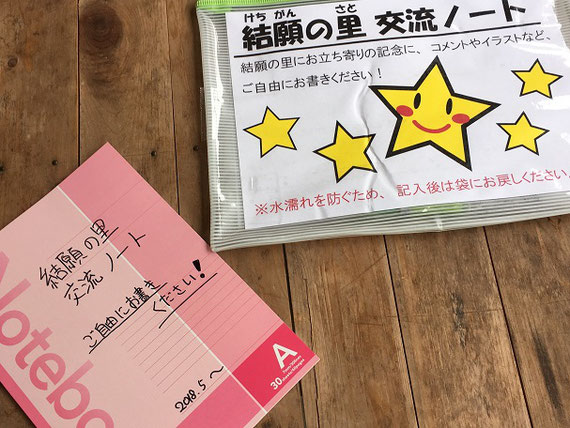 けちがん さと
結願の里 交流ノート
結願の里にお立ち寄りの記念に、コメントやイラストなど、
ご自由にお書きください！
※水濡れを防ぐため、記入後は袋にお戻しください。
結願の里
交流ノート
ご自由にお書き
ください！
Notebo
A
30
2018.5～